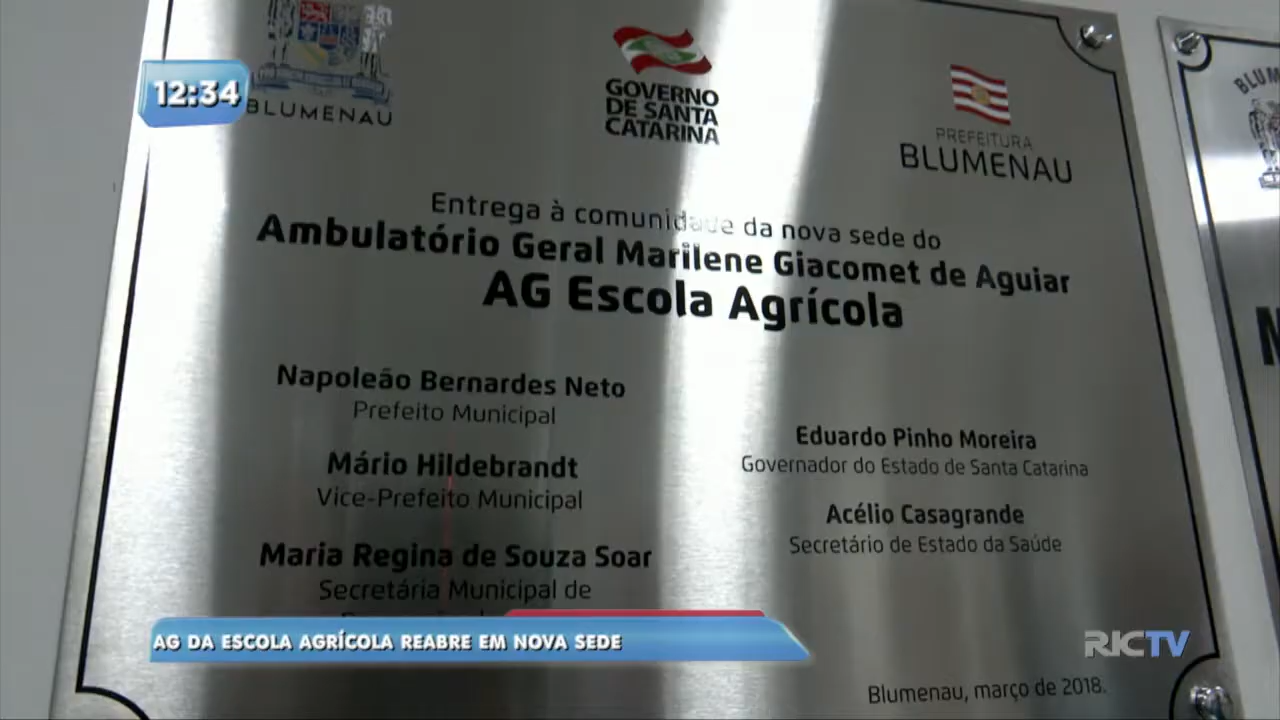 12:34
BLUMENAU
GOVERNO
DE SANTA
CATARINA
PREFEITURA
BLUMENAU
Entrega à comunidade da nova sede do
Ambulatório Geral Marilene Giacomet de Aguiar
AG Escola Agrícola
Napoleão Bernardes Neto
Prefeito Municipal
Mário Hildebrandt
Vice-Prefeito Municipal
Maria Regina de Souza Soar
Secretária Municipal de
Eduardo Pinho Moreira
Governador do Estado de Santa Catarina
Acélio Casagrande
Secretário de Estado da Saúde
Blumenau, março de 2018.
AG DA ESCOLA AGRÍCOLA REABRE EM NOVA SEDE
RICTV